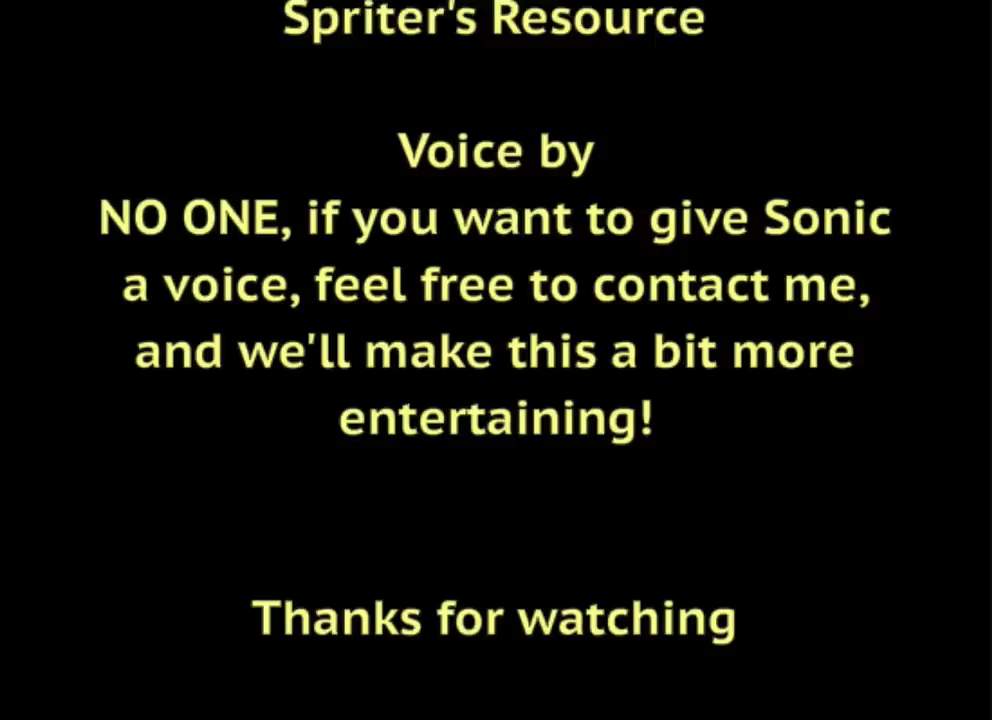 Spriter's Resource
Voice by
NO ONE, if you want to give Sonic
a voice, feel free to contact me,
and we'll make this a bit more
entertaining!
Thanks for watching